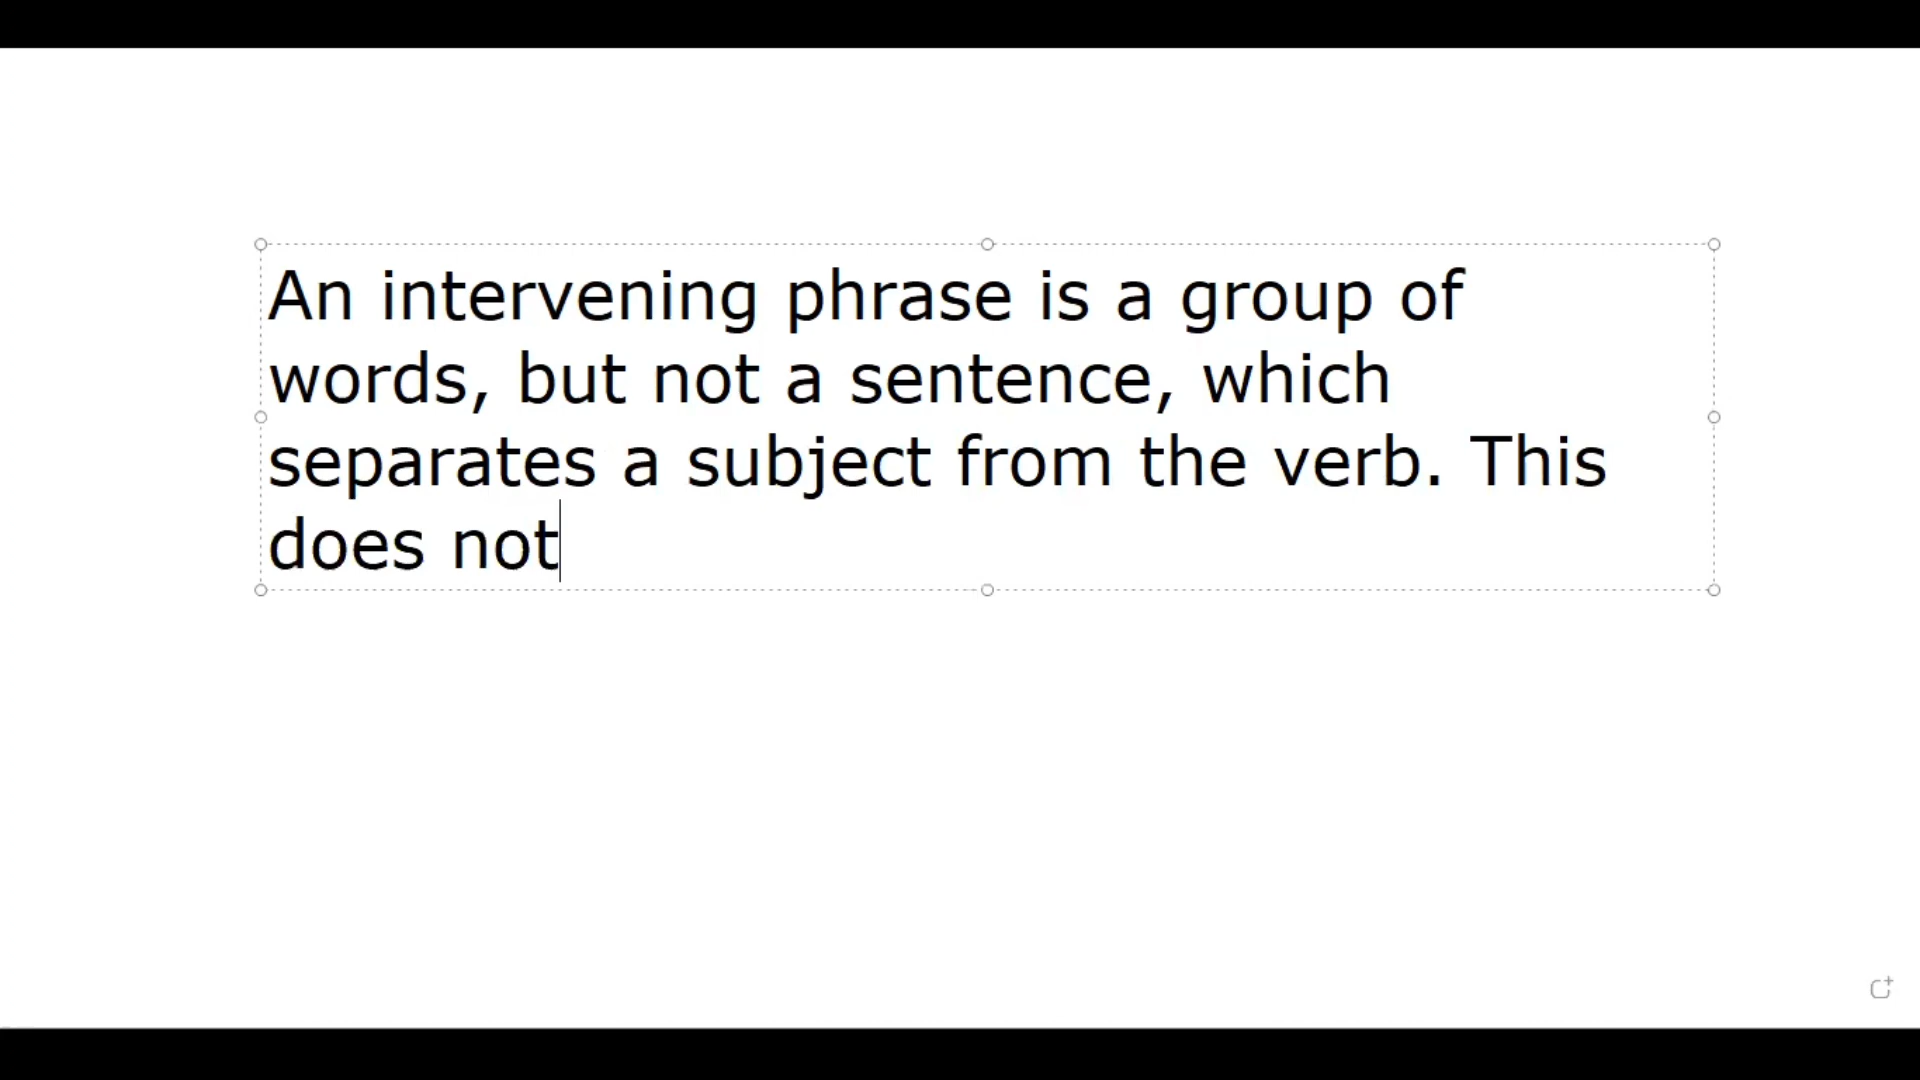 An intervening phrase is a group of
words, but not a sentence, which
separates a subject from the verb. This
does not